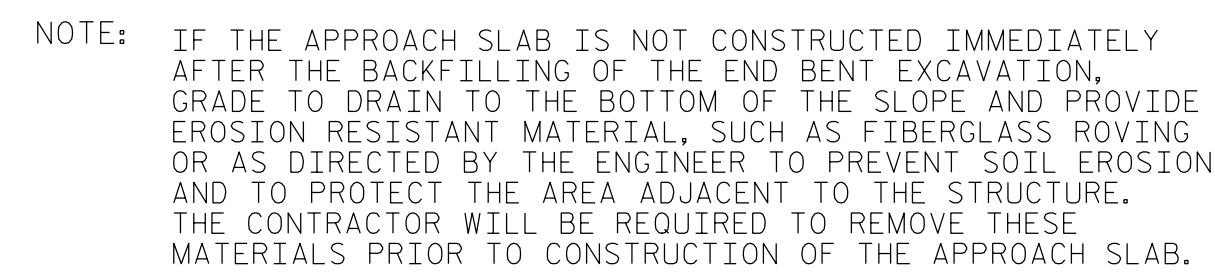 NOTE: IF THE APPROACH SLAB IS NOT CONSTRUCTED IMMEDIATELY
AFTER THE BACKFILLING OF THE END BENT EXCAVATION,
GRADE TO DRAIN TO THE BOTTOM OF THE SLOPE AND PROVIDE
EROSION RESISTANT MATERIAL, SUCH AS FIBERGLASS ROVING
OR AS DIRECTED BY THE ENGINEER TO PREVENT SOIL EROSION
AND TO PROTECT THE AREA ADJACENT TO THE STRUCTURE.
THE CONTRACTOR WILL BE REQUIRED TO REMOVE THESE
MATERIALS PRIOR TO CONSTRUCTION OF THE APPROACH SLAB.